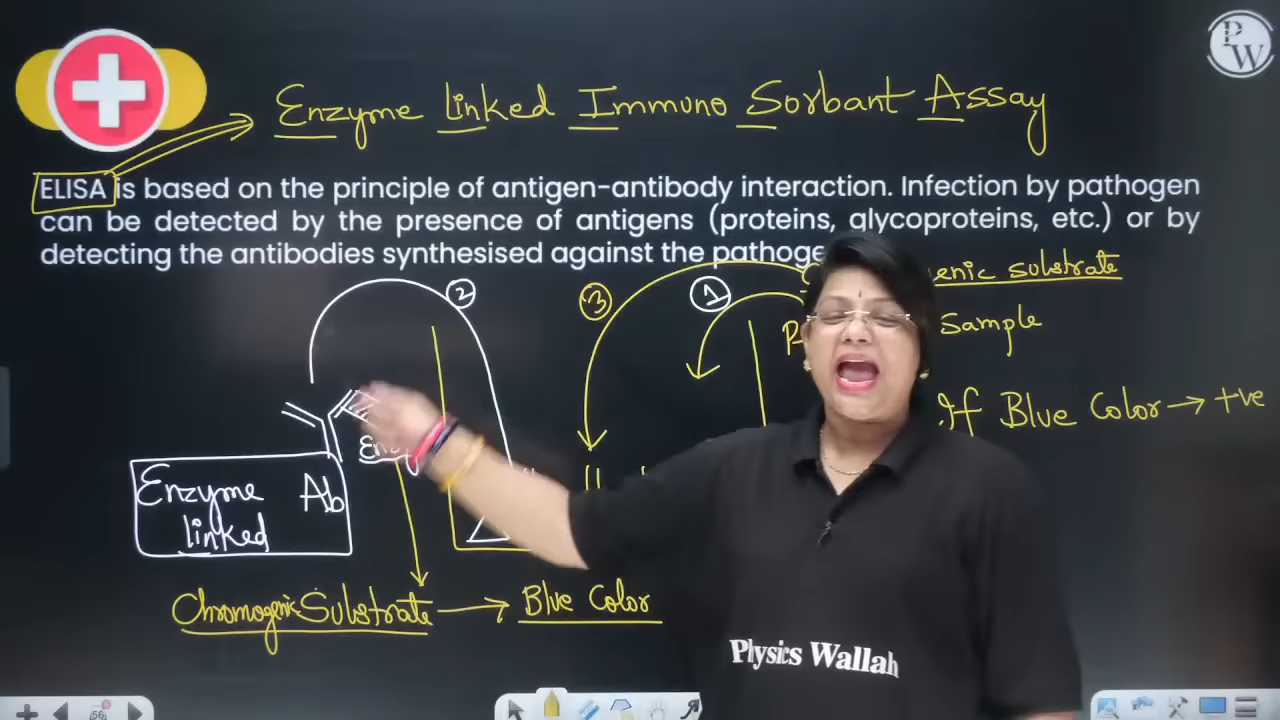 PW
Enzyme Linked Immuno Sorbant Assay
ELISA is based on the principle of antigen-antibody interaction. Infection by pathogen
can be detected by the presence of antigens (proteins, glycoproteins, etc.) or by
detecting the antibodies synthesised against the
2
3
1
substrate
Sample
If Blue Color → +ve
Enzyme Ab
linked
Chromogenic Substrate → Blue Color
Physics Wallah
56